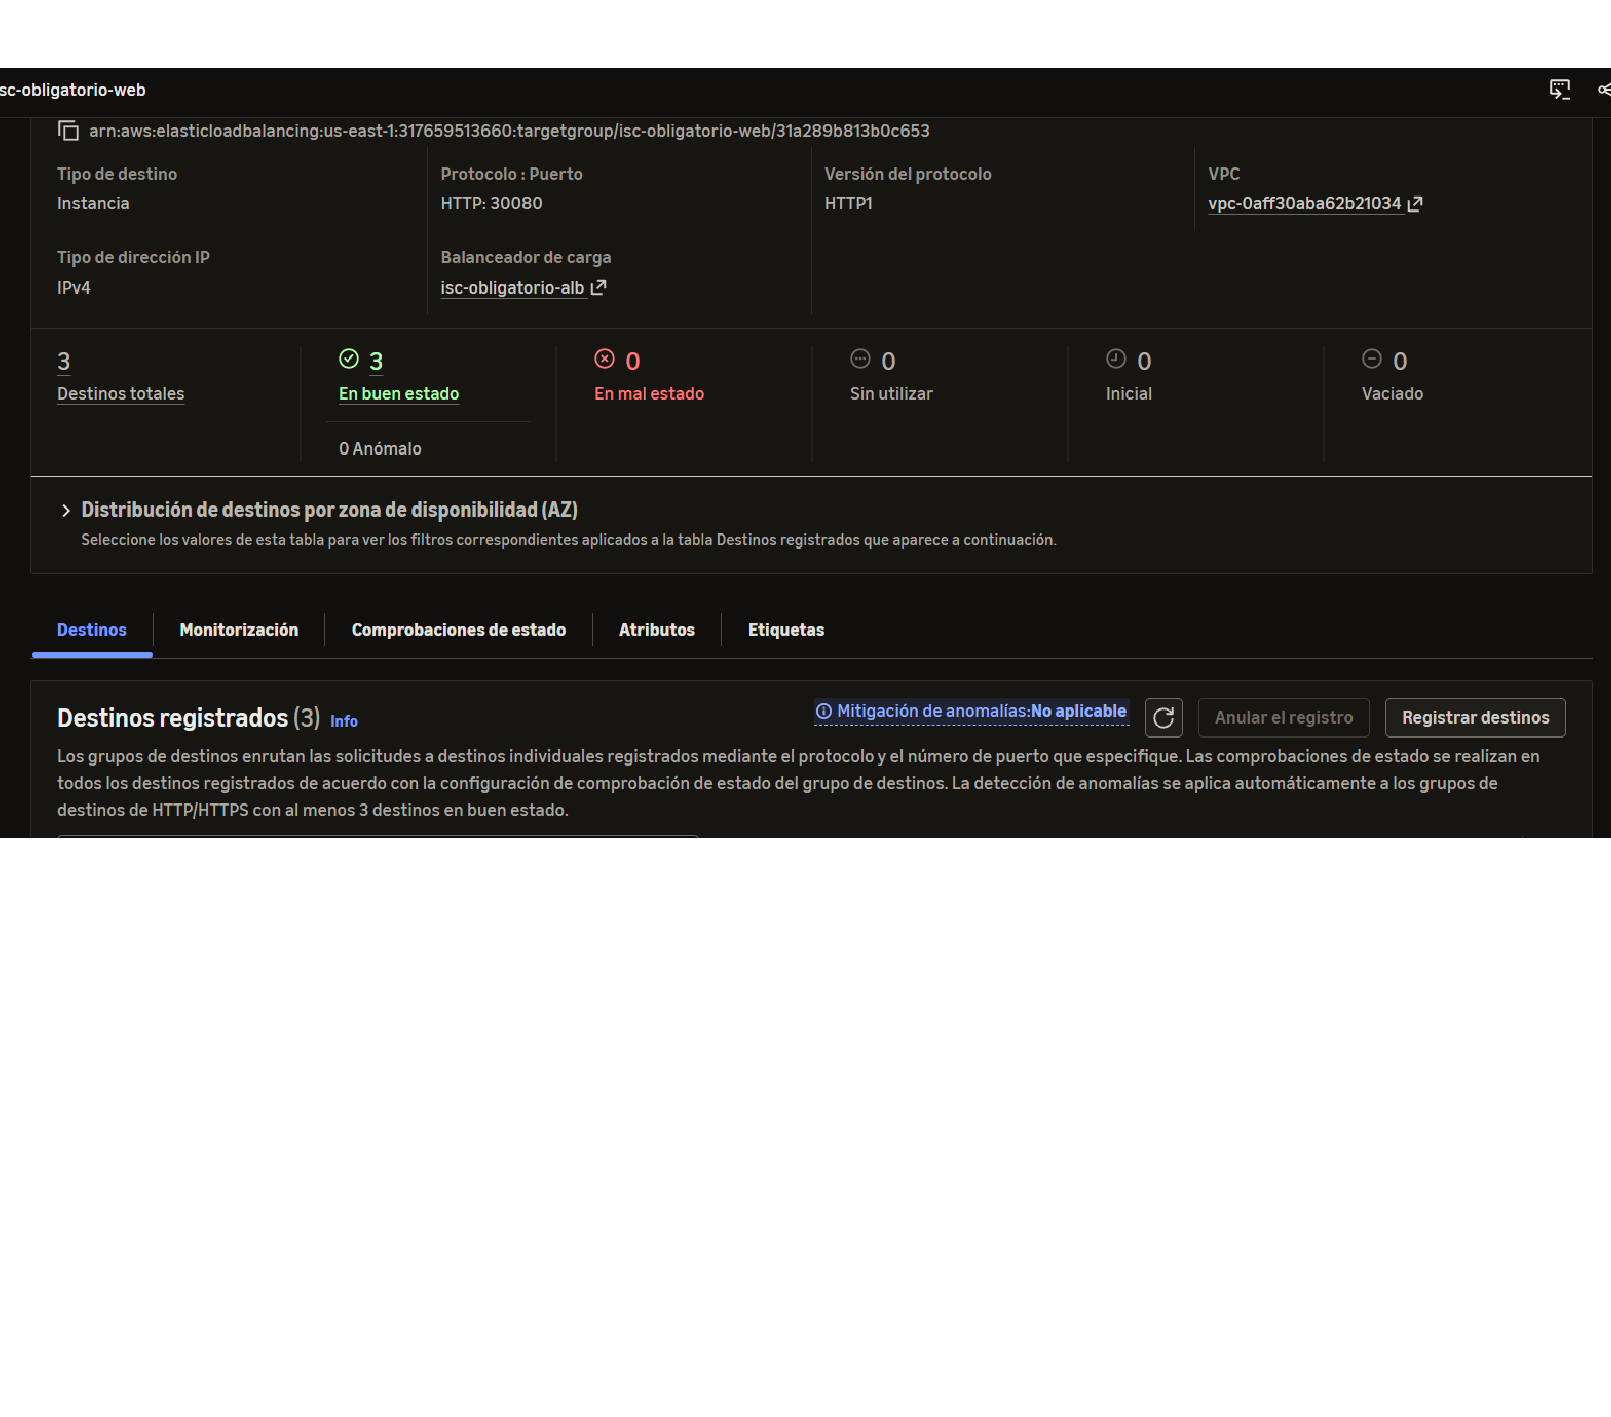 sc-obligatorio-web
arn:aws:elasticloadbalancing:us-east-1:317659513660:targetgroup/isc-obligatorio-web/31a289b813b0c653
Tipo de destino
Instancia
Protocolo : Puerto
HTTP: 30080
Versión del protocolo
HTTP1
VPC
vpc-0aff30aba62b21034
Tipo de dirección IP
IPv4
Balanceador de carga
isc-obligatorio-alb
3
Destinos totales
3
En buen estado
0 Anómalo
0
En mal estado
0
Sin utilizar
0
Inicial
0
Vaciado
Distribución de destinos por zona de disponibilidad (AZ)
Seleccione los valores de esta tabla para ver los filtros correspondientes aplicados a la tabla Destinos registrados que aparece a continuación.
Destinos
Monitorización
Comprobaciones de estado
Atributos
Etiquetas
Destinos registrados (3) Info
Mitigación de anomalías:No aplicable
Anular el registro
Registrar destinos
Los grupos de destinos enrutan las solicitudes a destinos individuales registrados mediante el protocolo y el número de puerto que especifique. Las comprobaciones de estado se realizan en
todos los destinos registrados de acuerdo con la configuración de comprobación de estado del grupo de destinos. La detección de anomalías se aplica automáticamente a los grupos de
destinos de HTTP/HTTPS con al menos 3 destinos en buen estado.